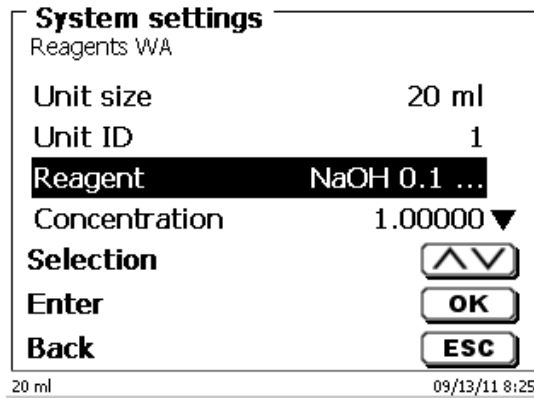 System settings
Reagents WA
Unit size 20 ml
Unit ID 1
Reagent NaOH 0.1 ...
Concentration 1.00000
Selection
Enter OK
Back ESC
20 ml 09/13/11 8:25